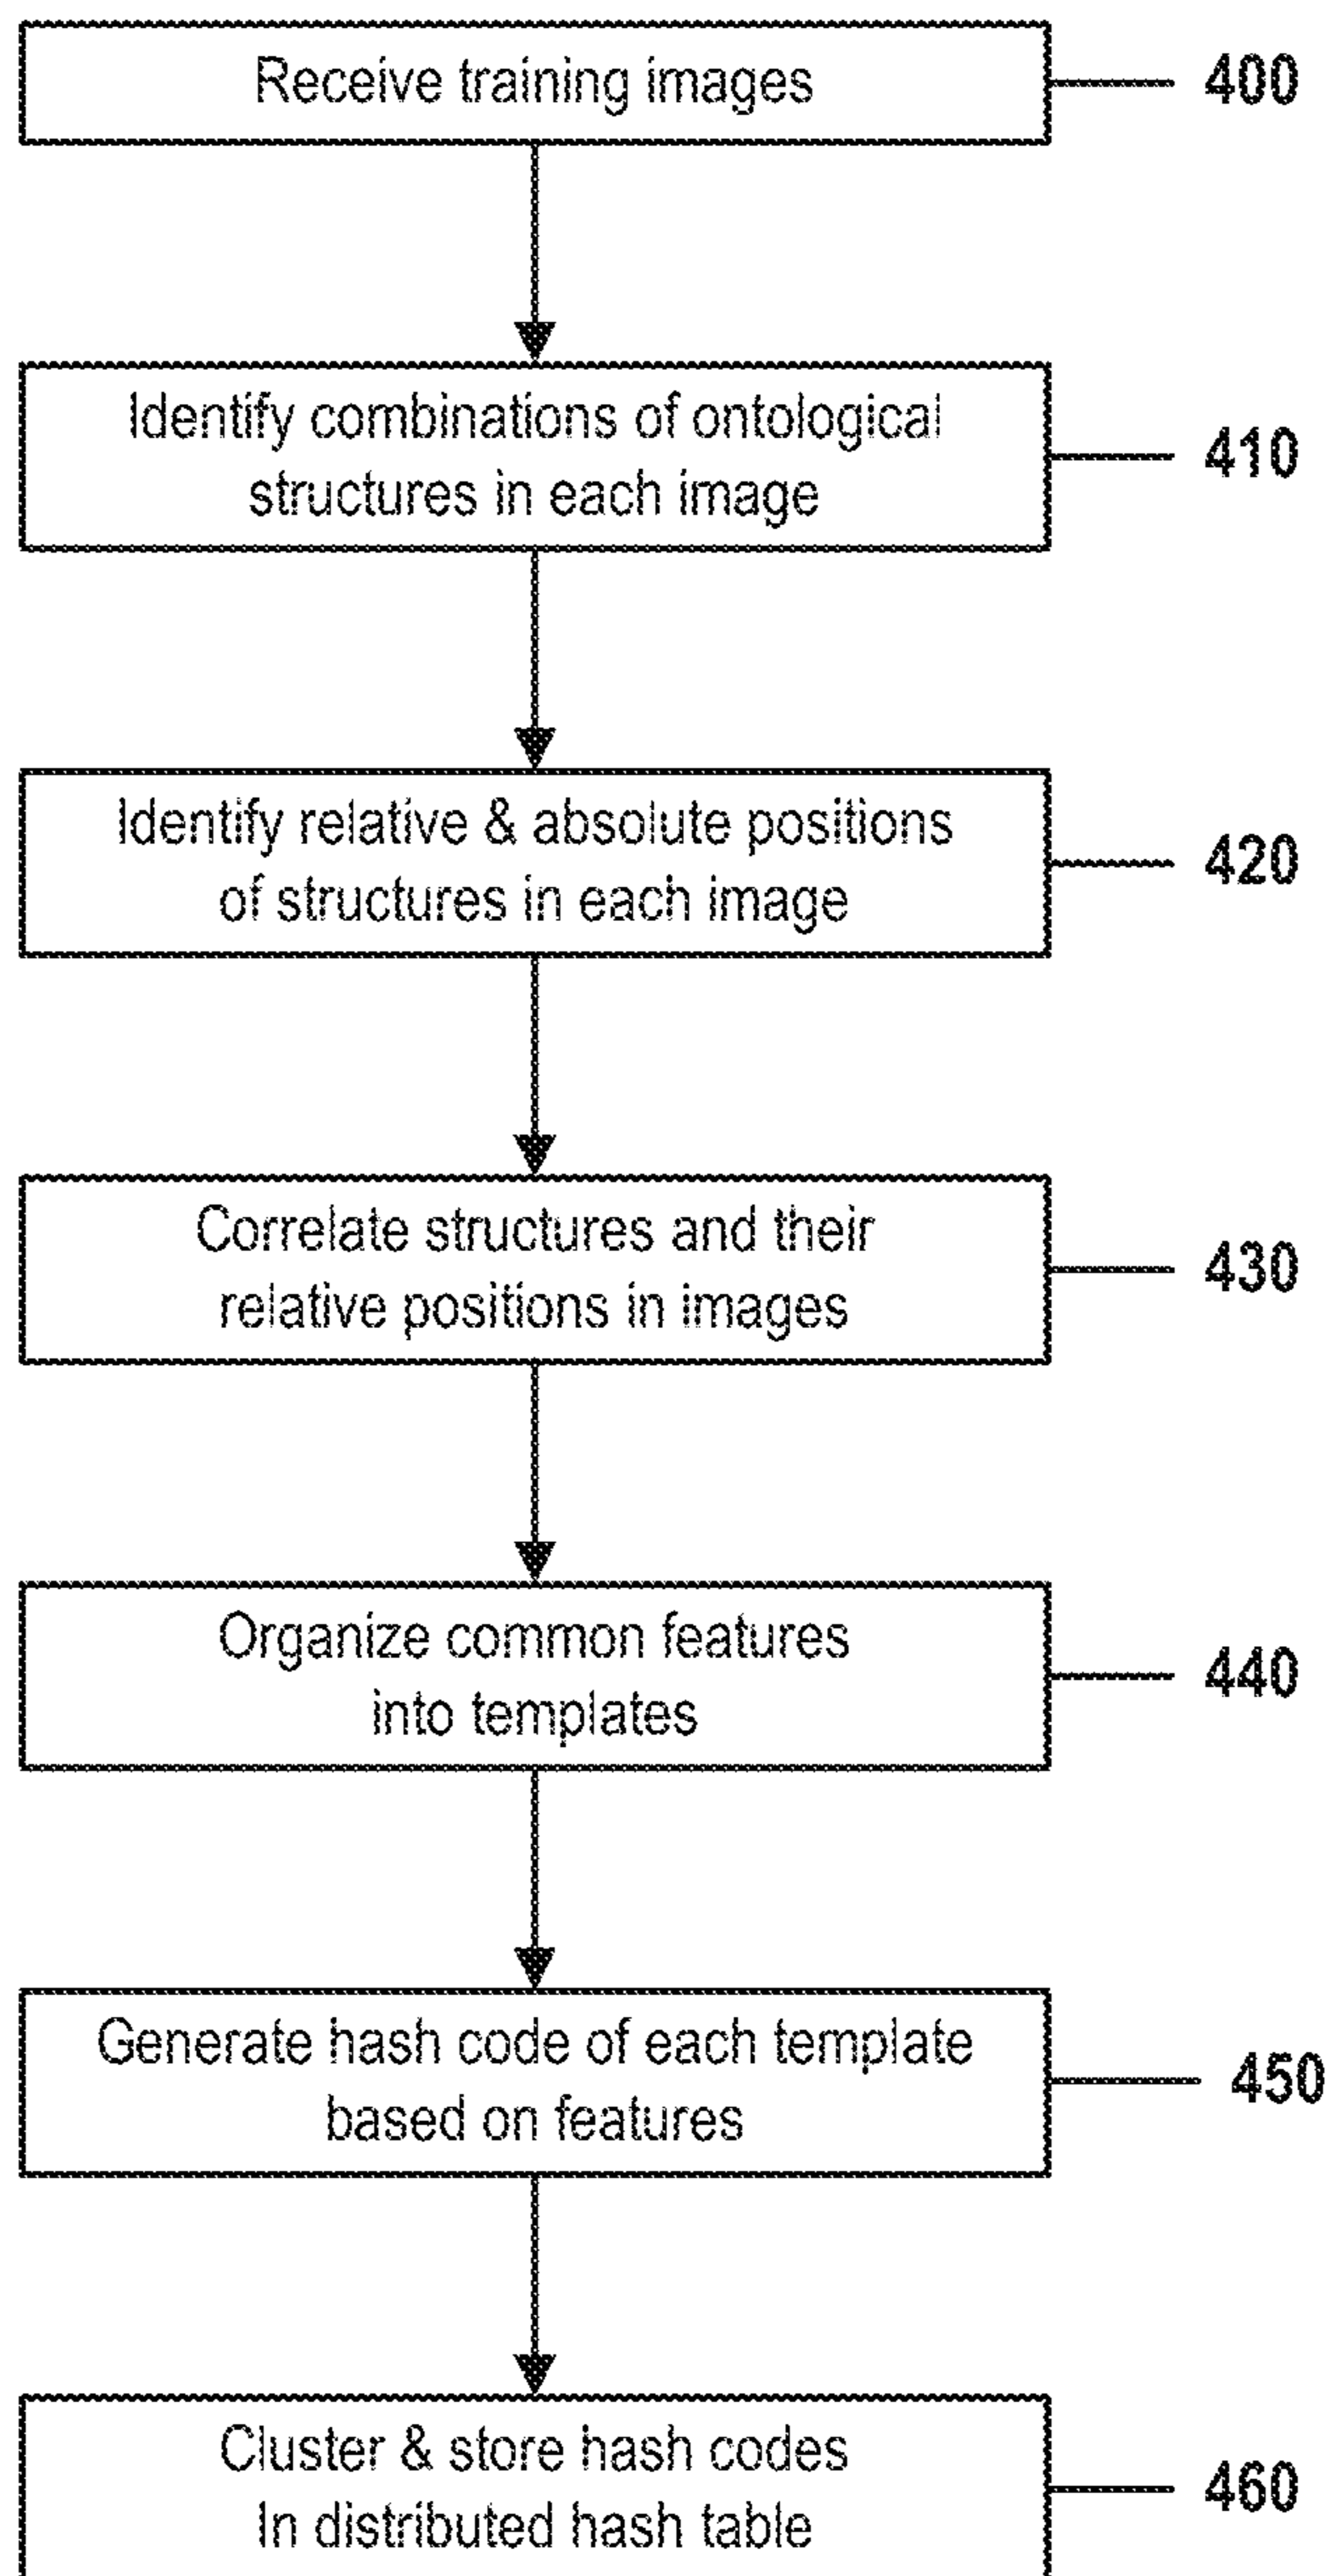 Receive training images
400
Identify combinations of ontological
structures in each image
410
Identify relative & absolute positions
of structures in each image
420
Correlate structures and their
relative positions in images
430
Organize common features
into templates
440
Generate hash code of each template
based on features
450
Cluster & store hash codes
In distributed hash table
460